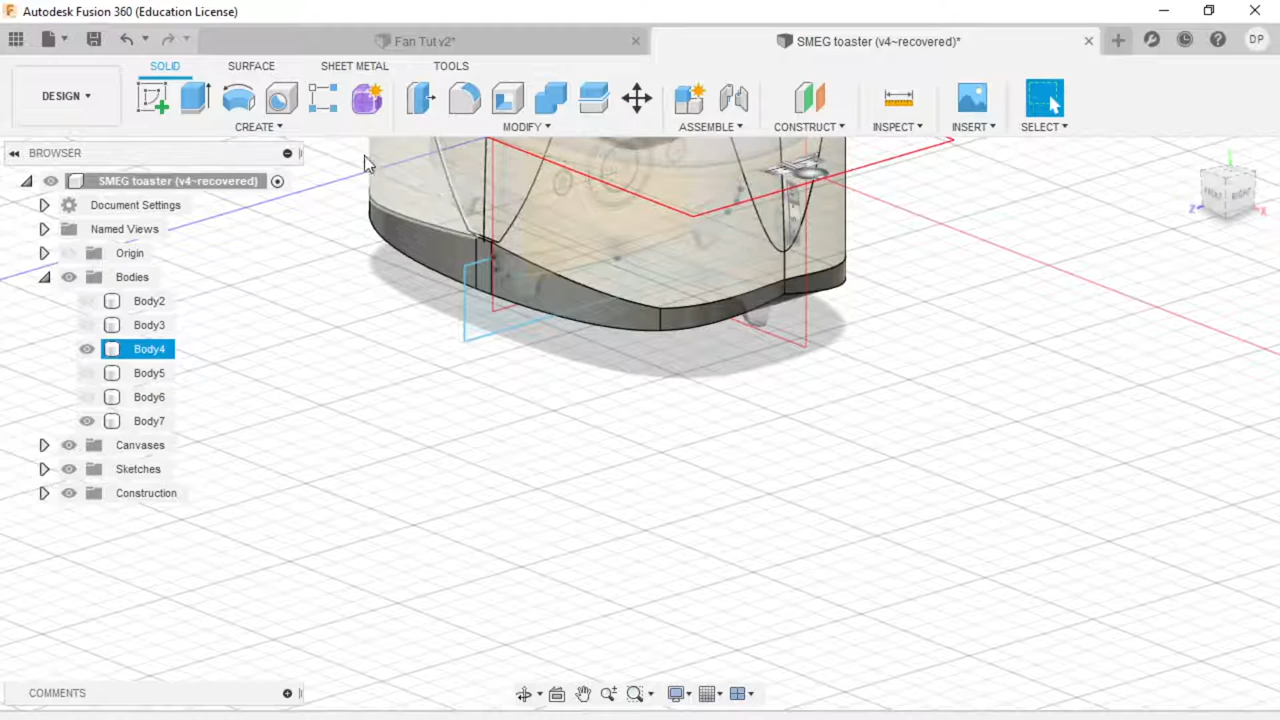 Autodesk Fusion 360 (Education License)
Fan Tut v2*
SMEG toaster (v4~recovered)*
DP
DESIGN
SOLID
SURFACE
SHEET METAL
TOOLS
CREATE
MODIFY
ASSEMBLE
CONSTRUCT
INSPECT
INSERT
SELECT
BROWSER
SMEG toaster (v4~recovered)
Document Settings
Named Views
Origin
Bodies
Body2
Body3
Body4
Body5
Body6
Body7
Canvases
Sketches
Construction
RIGHT
Z
X
COMMENTS